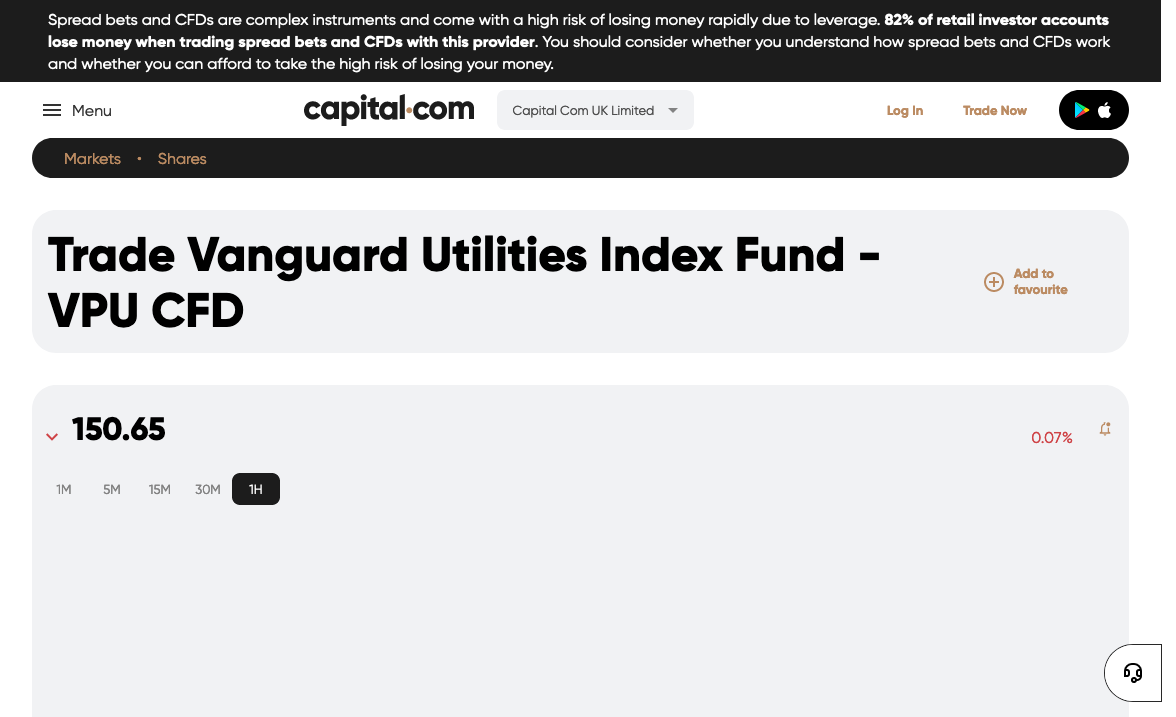 Spread bets and CFDs are complex instruments and come with a high risk of losing money rapidly due to leverage. 82% of retail investor accounts
lose money when trading spread bets and CFDs with this provider. You should consider whether you understand how spread bets and CFDs work
and whether you can afford to take the high risk of losing your money.
Menu
capital.com
Capital Com UK Limited
Log In
Trade Now
Markets • Shares
Trade Vanguard Utilities Index Fund -
VPU CFD
Add to
favourite
150.65
0.07%
1M 5M 15M 30M 1H